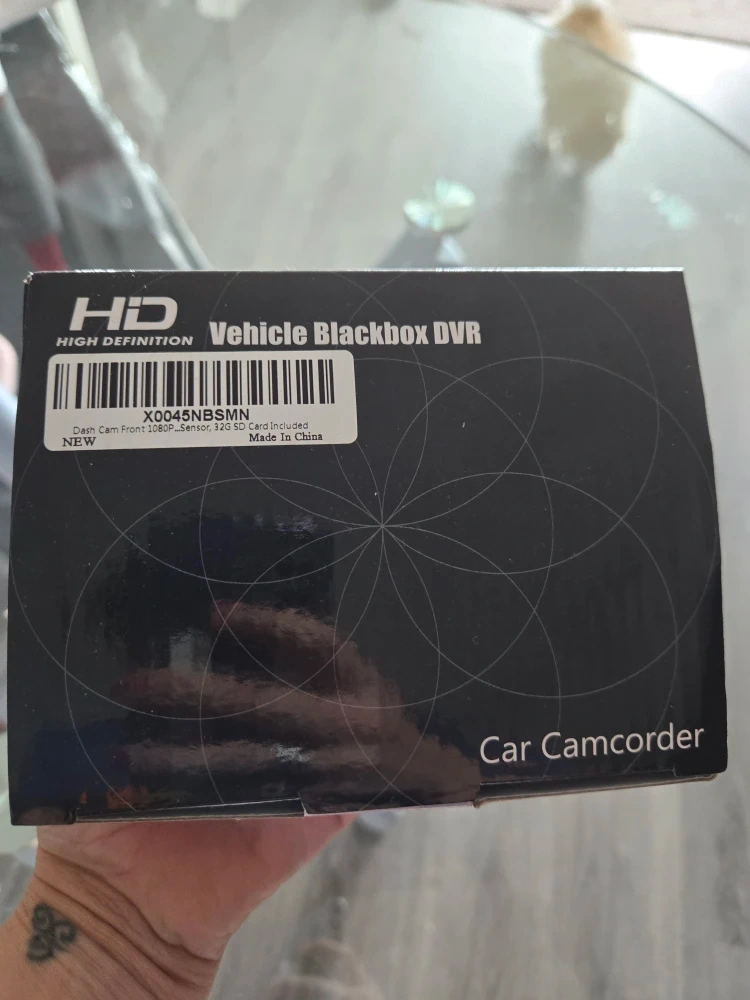 HD
HIGH DEFINITION
Vehicle Blackbox DVR
X0045NBSMN
Dash Cam Front 1080P...Sensor, 32G SD Card Included
NEW
Made In China
Car Camcorder